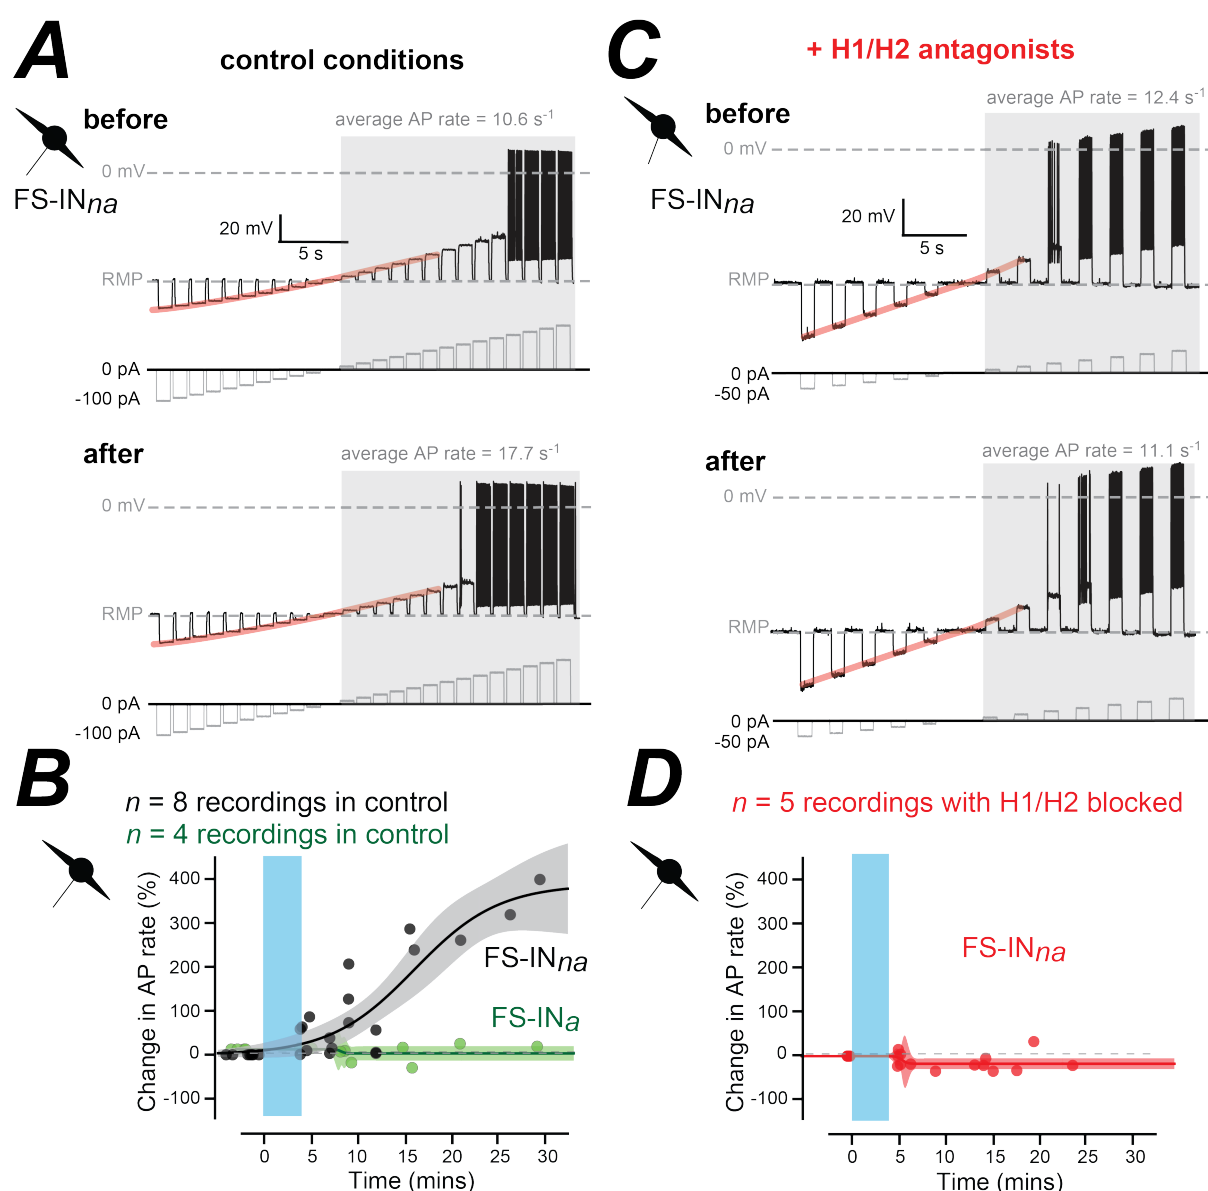 A
control conditions
before
average AP rate = 10.6 s-1
0 mV
FS-INna
20 mV
5 s
RMP
0 pA
-100 pA
after
average AP rate = 17.7 s-1
0 mV
RMP
0 pA
-100 pA
C
+ H1/H2 antagonists
before
average AP rate = 12.4 s-1
0 mV
FS-INna
20 mV
5 s
RMP
0 pA
-50 pA
after
average AP rate = 11.1 s-1
0 mV
RMP
0 pA
-50 pA
B
n = 8 recordings in control
n = 4 recordings in control
Change in AP rate (%)
400
300
200
100
0
-100
FS-INna
FS-INa
0 5 10 15 20 25 30
Time (mins)
D
n = 5 recordings with H1/H2 blocked
Change in AP rate (%)
400
300
200
100
0
-100
FS-INna
0 5 10 15 20 25 30
Time (mins)